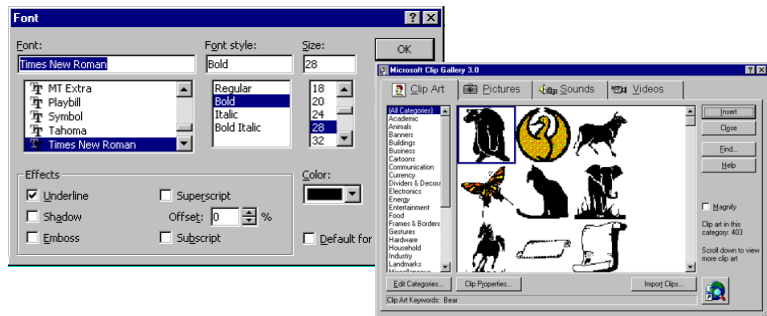 Font
Font: Font style: Size:
Times New Roman Bold 28 OK
MT Extra
Playbill
Symbol
Tahoma
Times New Roman
Regular
Bold
Italic
Bold Italic
18
20
24
28
32
Effects
Underline
Shadow
Emboss
Superscript
Offset: 0 %
Subscript
Color:
Default for
Microsoft Clip Gallery 3.0
Clip Art Pictures Sounds Videos
(All Categories)
Academic
Animals
Banners
Buildings
Business
Cartoons
Communication
Currency
Dividers & Decora
Electronics
Energy
Entertainment
Food
Frames & Borders
Gestures
Hardware
Household
Industry
Landmarks
Miscellaneous
Insert
Close
Find...
Help
Magnify
Clip art in this
category: 403
Scroll down to view
more clip art
Edit Categories... Clip Properties... Import Clips...
Clip Art Keywords: Bear